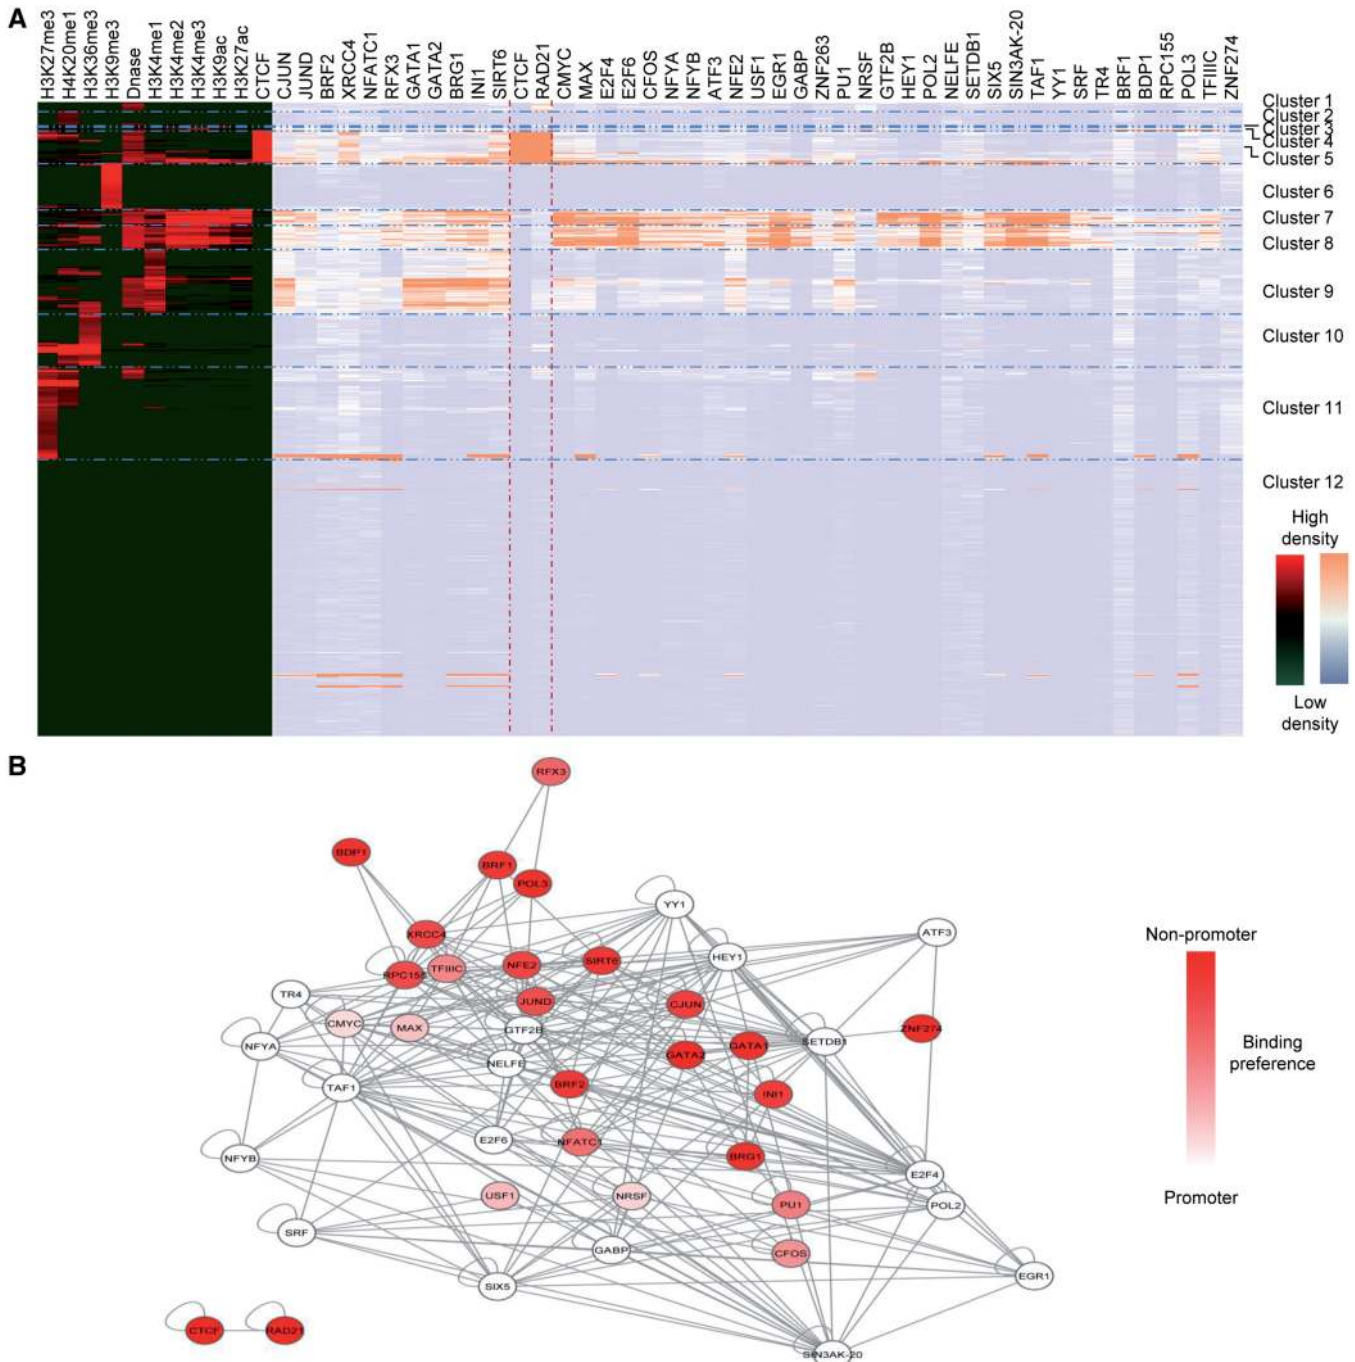 A
H3K27me3
H4K20me1
H3K36me3
H3K9me3
Dnase
H3K4me1
H3K4me2
H3K4me3
H3K9ac
H3K27ac
CTCF
CJUN
JUND
BRF2
XRCC4
NFATC1
RFX3
GATA1
GATA2
BRG1
INI1
SIRT6
CTCF
RAD21
CMYC
MAX
E2F4
E2F6
CFOS
NFYA
NFYB
ATF3
NFE2
USF1
EGR1
GABP
ZNF263
PU1
NRSF
GTF2B
HEY1
POL2
NELFE
SETDB1
SIX5
SIN3AK-20
TAF1
YY1
SRF
TR4
BRF1
BDP1
RPC155
POL3
TFIIIC
ZNF274
Cluster 1
Cluster 2
Cluster 3
Cluster 4
Cluster 5
Cluster 6
Cluster 7
Cluster 8
Cluster 9
Cluster 10
Cluster 11
Cluster 12
High
density
Low
density
B
RFX3
BDP1
BRF1
POL3
YY1
ATF3
XRCC4
HEY1
RPC155
TFIIIC
NFE2
SIRT6
TR4
JUND
CJUN
CMYC
MAX
GTF2B
ZNF274
NFYA
GATA2
GATA1
SETDB1
NELFE
TAF1
BRF2
INI1
E2F6
NFATC1
NFYB
BRG1
E2F4
USF1
NRSF
PU1
POL2
SRF
GABP
CFOS
EGR1
SIX5
CTCF
RAD21
SIN3AK-20
Non-promoter
Binding
preference
Promoter